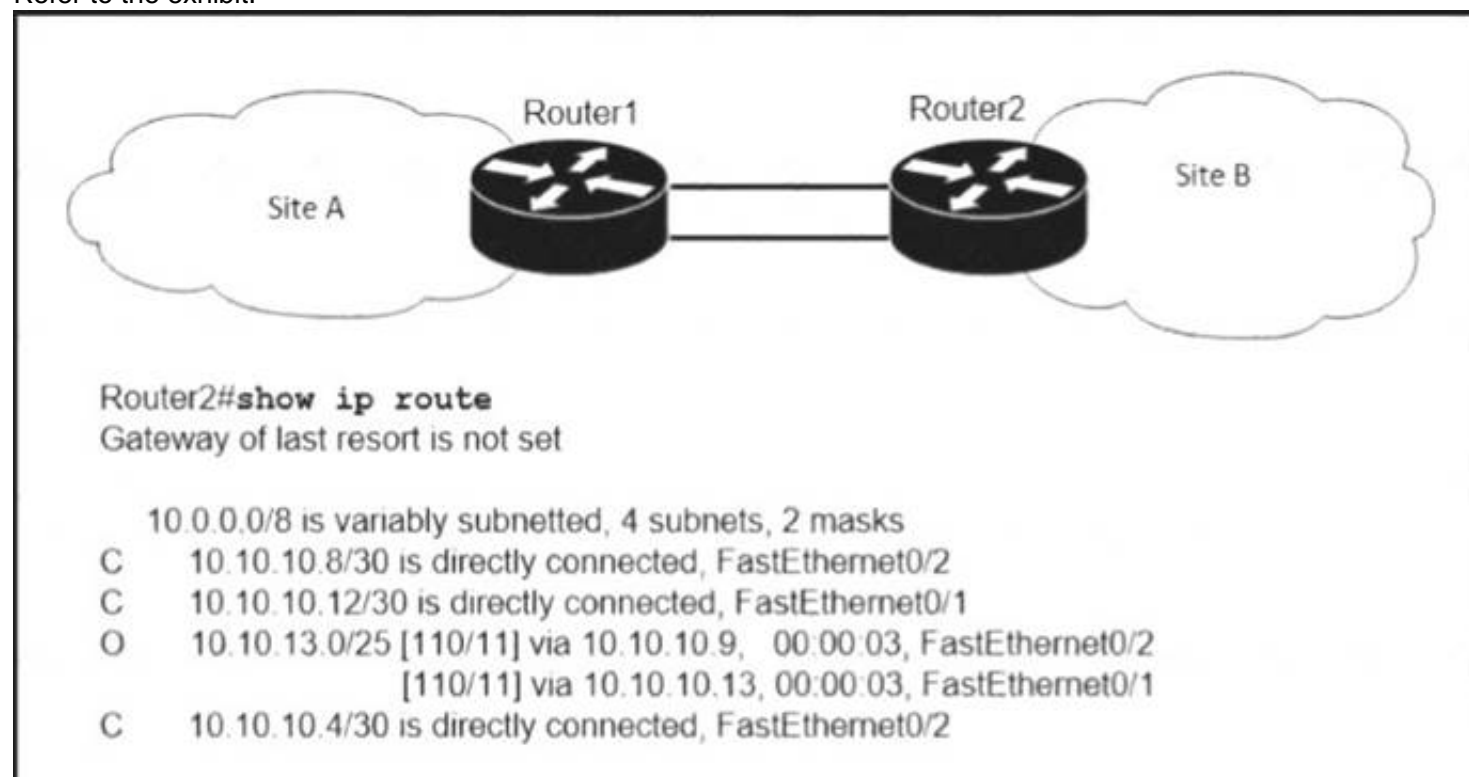 Refer to the exhibit.
Router1
Router2
Site A
Site B
Router2#show ip route
Gateway of last resort is not set
10.0.0.0/8 is variably subnetted, 4 subnets, 2 masks
C 10.10.10.8/30 is directly connected, FastEthernet0/2
C 10.10.10.12/30 is directly connected, FastEthernet0/1
O 10.10.13.0/25 [110/11] via 10.10.10.9, 00:00:03, FastEthernet0/2
[110/11] via 10.10.10.13, 00:00:03, FastEthernet0/1
C 10.10.10.4/30 is directly connected, FastEthernet0/2